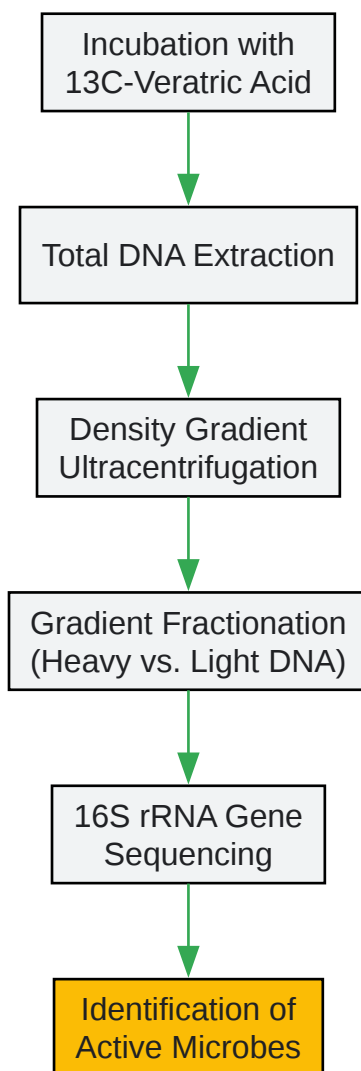 Incubation with
13C-Veratric Acid
Total DNA Extraction
Density Gradient
Ultracentrifugation
Gradient Fractionation
(Heavy vs. Light DNA)
16S rRNA Gene
Sequencing
Identification of
Active Microbes